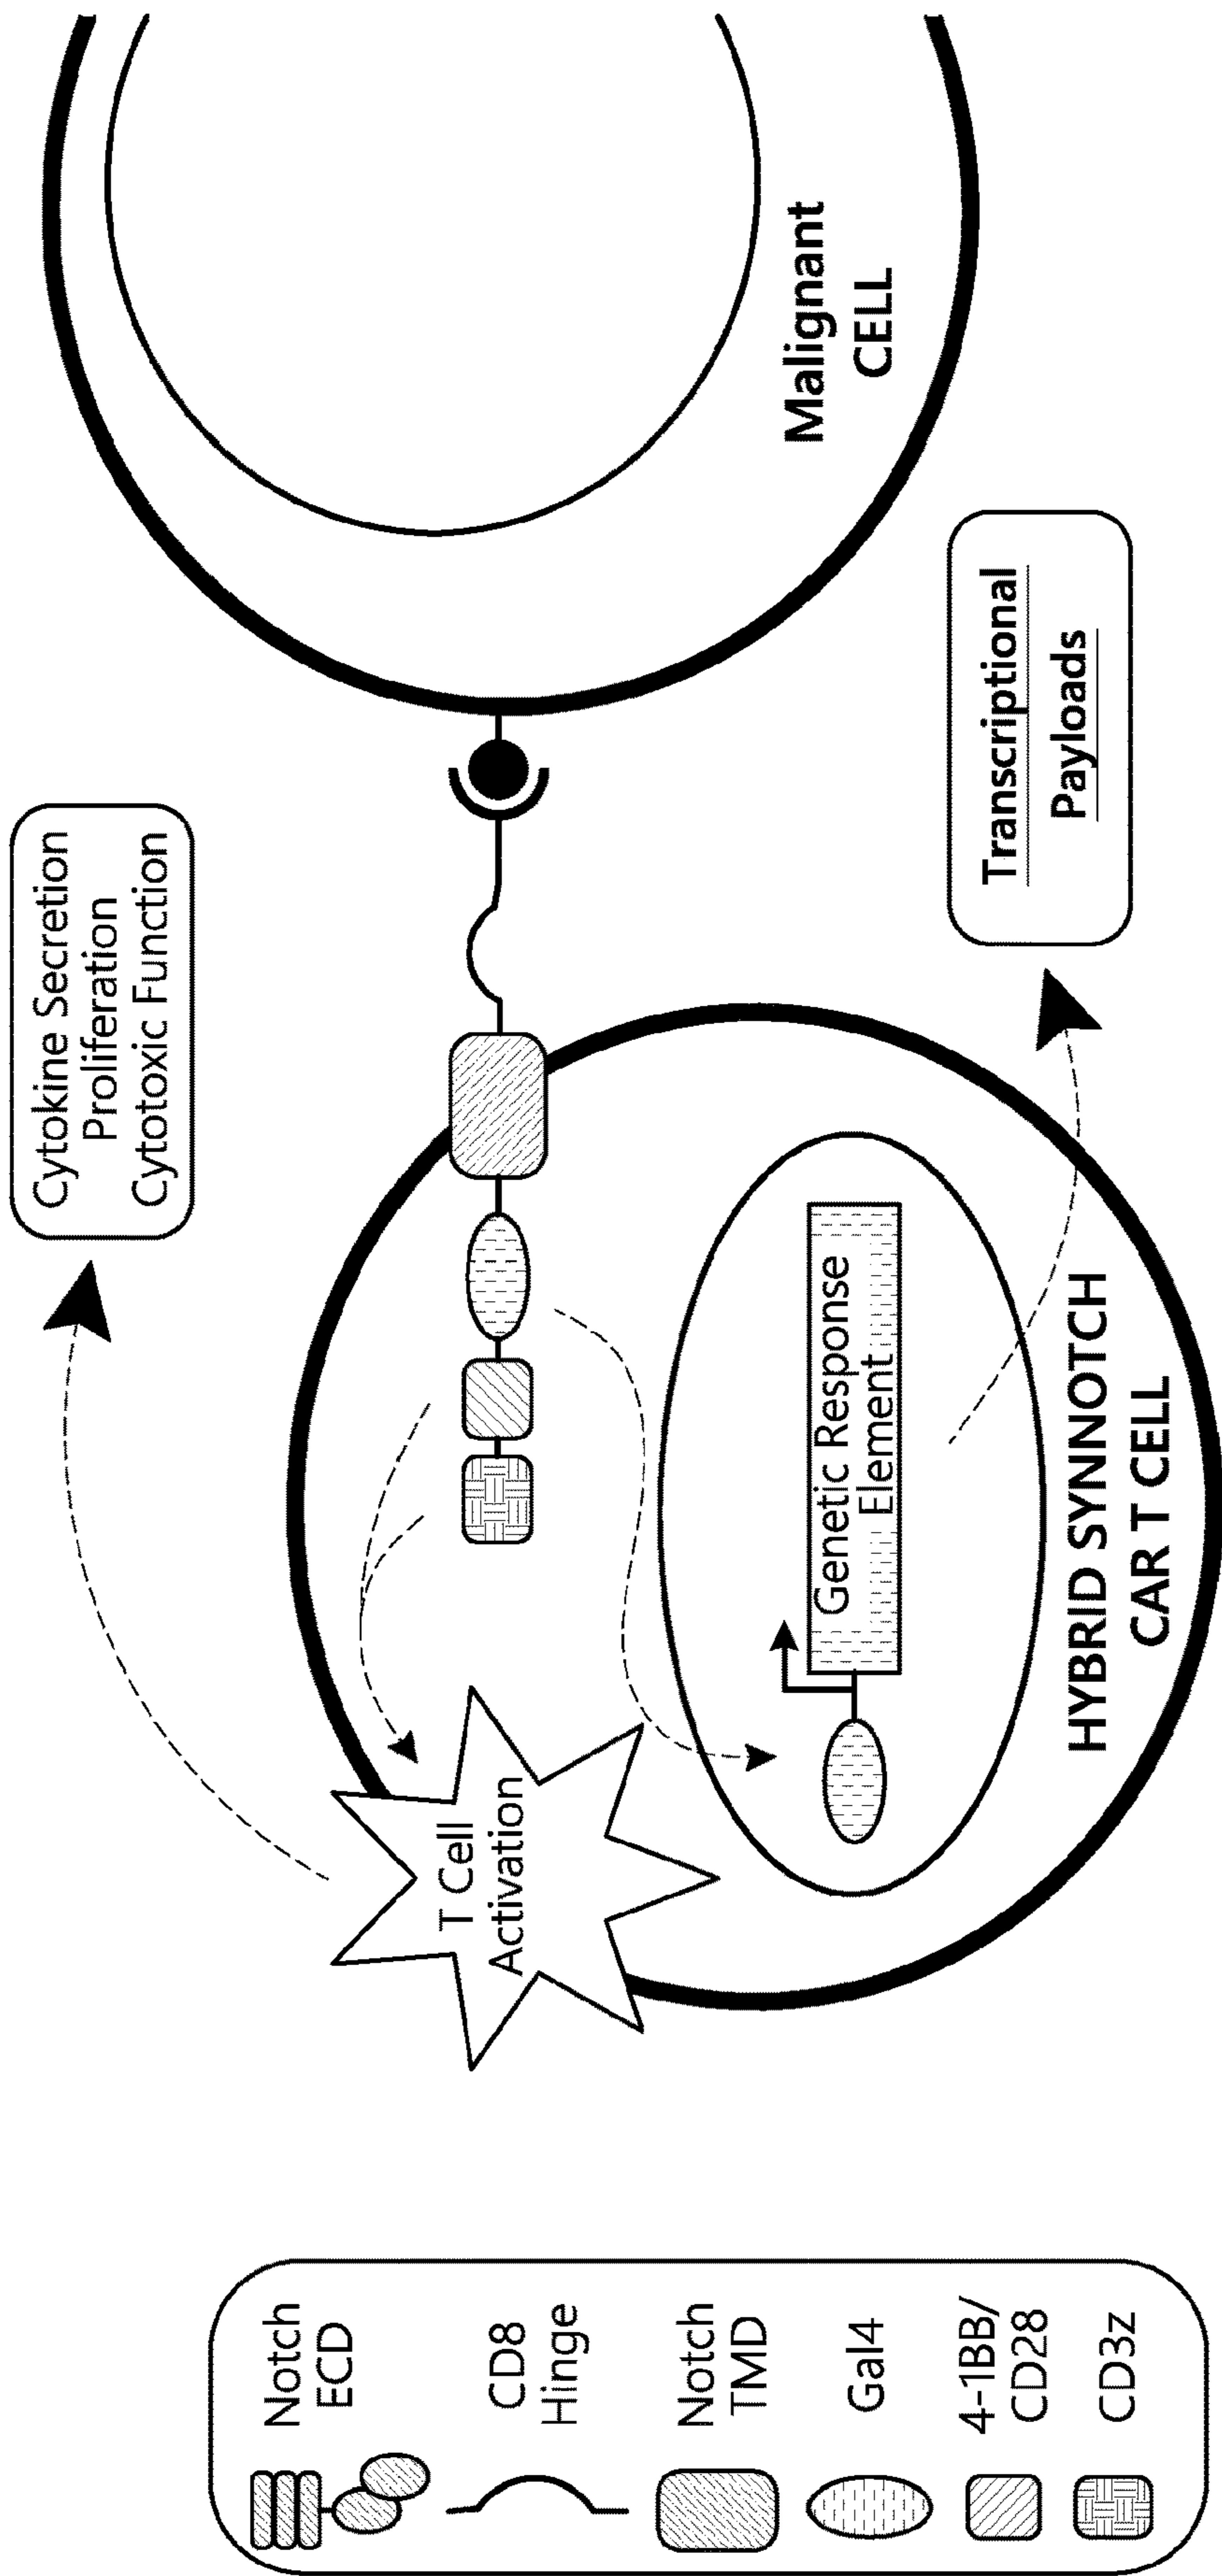 Cytokine Secretion
Proliferation
Cytotoxic Function
Malignant
CELL
T Cell
Activation
Genetic Response
Element
Transcriptional
Payloads
HYBRID SYNNOTCH
CAR T CELL
Notch
ECD
CD8
Hinge
Notch
TMD
Gal4
4-1BB/
CD28
CD3z